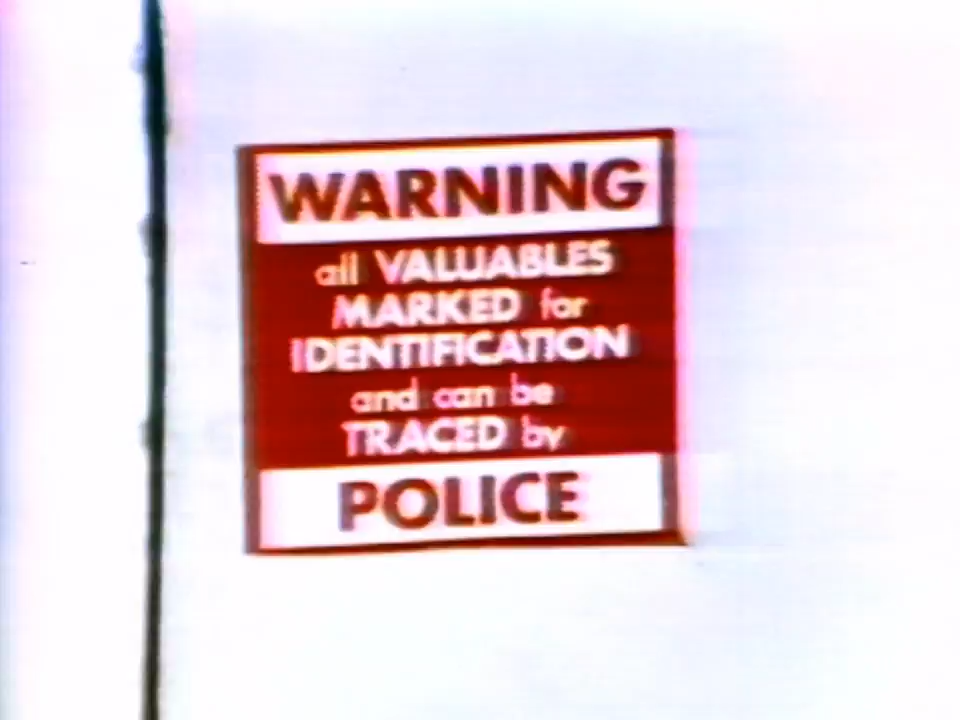 WARNING
all VALUABLES
MARKED for
IDENTIFICATION
and can be
TRACED by
POLICE